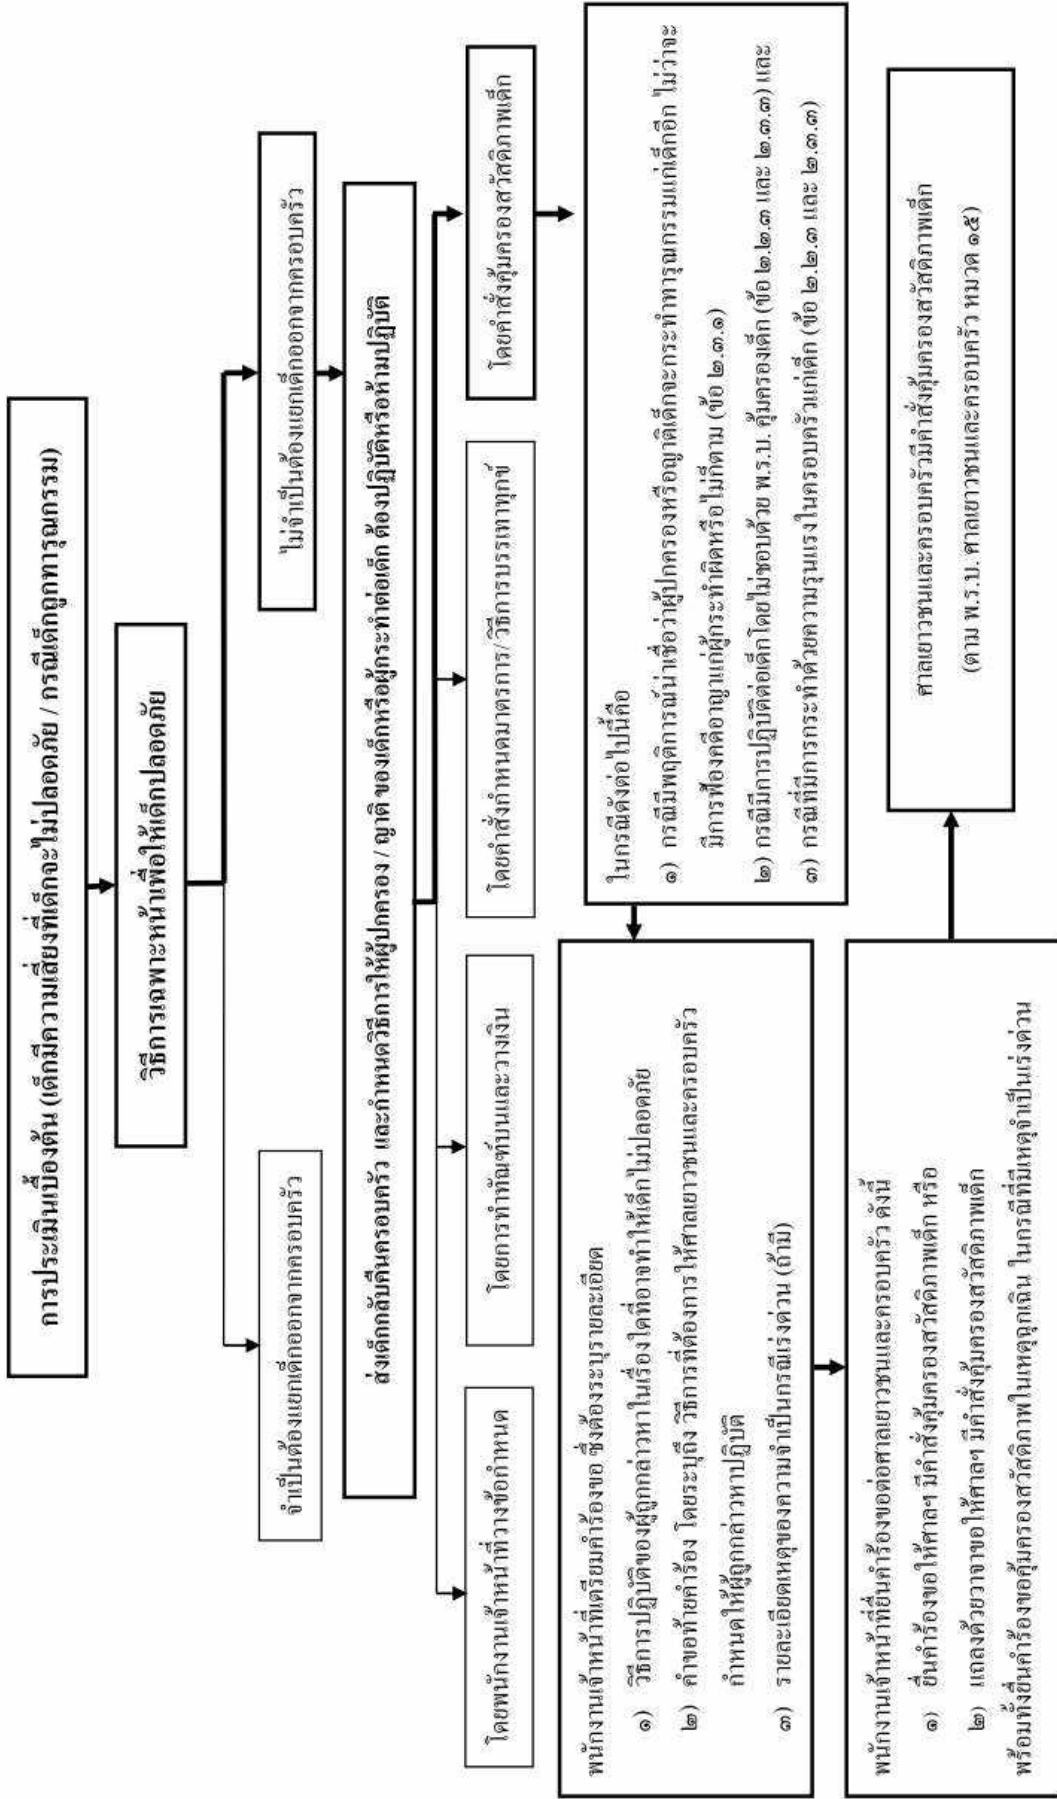 การประเมินเบื้องต้น (เด็กมีความเสี่ยงที่เด็กจะไม่ปลอดภัย / กรณีเด็กถูกทารุณกรรม)
วิธีการเฉพาะหน้าเพื่อให้เด็กปลอดภัย
จำเป็นต้องแยกเด็กออกจากครอบครัว
ไม่จำเป็นต้องแยกเด็กออกจากครอบครัว
ส่งเด็กกลับคืนครอบครัว และกำหนดวิธีการให้ผู้ปกครอง / ญาติ ของเด็กหรือผู้กระทำต่อเด็ก ต้องปฏิบัติหรือห้ามปฏิบัติ
โดยพนักงานเจ้าหน้าที่วางข้อกำหนด
โดยการทำทัณฑ์บนและวางเงิน
โดยคำสั่งกำหนดมาตรการ/วิธีการบรรเทาทุกข์
โดยคำสั่งคุ้มครองสวัสดิภาพเด็ก
ในกรณีดังต่อไปนี้คือ
๑) กรณีมีพฤติการณ์น่าเชื่อว่าผู้ปกครองหรือญาติเด็กจะกระทำทารุณกรรมแก่เด็กอีก ไม่ว่าจะ
มีการฟ้องคดีอาญาแก่ผู้กระทำผิดหรือไม่ก็ตาม (ข้อ ๒.๓.๑)
๒) กรณีมีการปฏิบัติต่อเด็กโดยไม่ชอบด้วย พ.ร.บ. คุ้มครองเด็ก (ข้อ ๒.๒.๓ และ ๒.๓.๓) และ
๓) กรณีที่มีการกระทำด้วยความรุนแรงในครอบครัวแก่เด็ก (ข้อ ๒.๒.๓ และ ๒.๓.๓)
พนักงานเจ้าหน้าที่เตรียมคำร้องขอ ซึ่งต้องระบุรายละเอียด
๑) วิธีการปฏิบัติของผู้ถูกกล่าวหาในเรื่องใดที่อาจทำให้เด็กไม่ปลอดภัย
๒) คำขอท้ายคำร้อง โดยระบุถึง วิธีการที่ต้องการให้ศาลเยาวชนและครอบครัว
กำหนดให้ผู้ถูกกล่าวหาปฏิบัติ
๓) รายละเอียดเหตุของความจำเป็นกรณีเร่งด่วน (ถ้ามี)
พนักงานเจ้าหน้าที่ยื่นคำร้องขอต่อศาลเยาวชนและครอบครัว ดังนี้
๑) ยื่นคำร้องขอให้ศาลฯ มีคำสั่งคุ้มครองสวัสดิภาพเด็ก หรือ
๒) แถลงด้วยวาจาขอให้ศาลฯ มีคำสั่งคุ้มครองสวัสดิภาพเด็ก
พร้อมทั้งยื่นคำร้องขอคุ้มครองสวัสดิภาพในเหตุฉุกเฉิน ในกรณีที่มีเหตุจำเป็นเร่งด่วน
ศาลเยาวชนและครอบครัวมีคำสั่งคุ้มครองสวัสดิภาพเด็ก
(ตาม พ.ร.บ. ศาลเยาวชนและครอบครัว หมวด ๑๕)